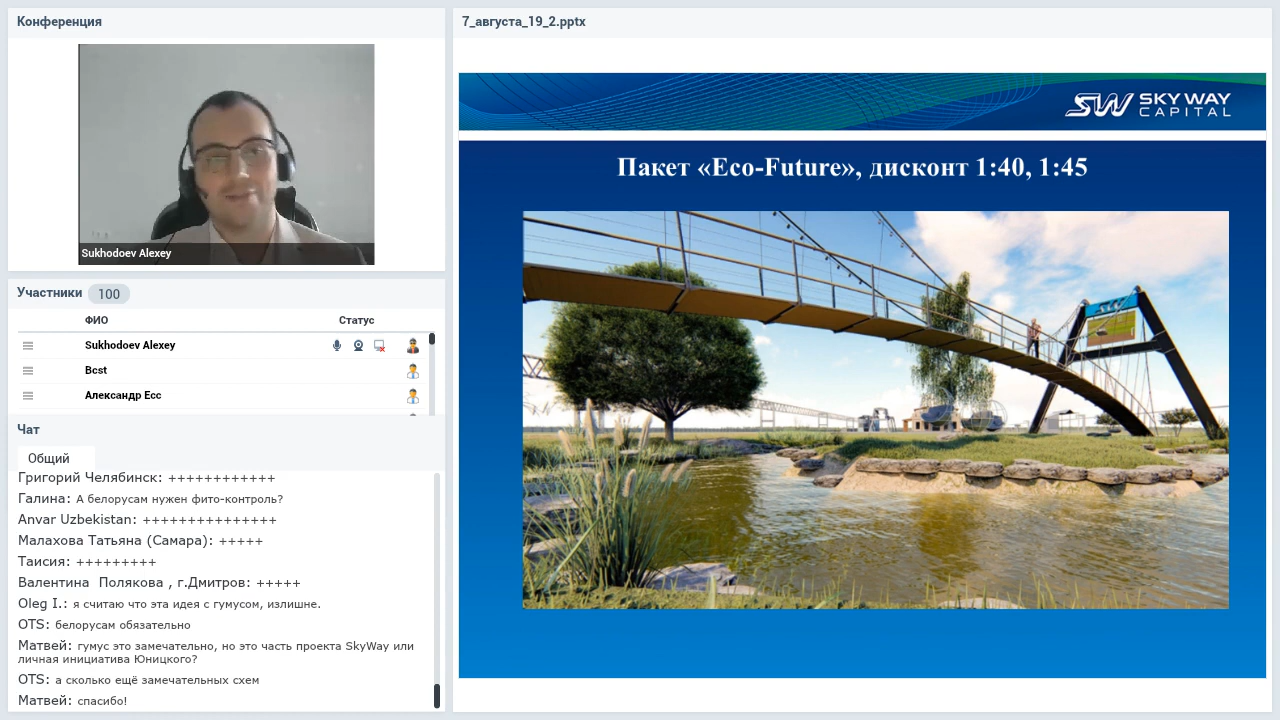 Конференция
Sukhodoev Alexey
Участники 100
ФИО Статус
Sukhodoev Alexey
Bcst
Александр Есс
Чат
Общий
Григорий Челябинск: ++++++++++++
Галина: А белорусам нужен фито-контроль?
Anvar Uzbekistan: +++++++++++++++
Малахова Татьяна (Самара): +++++
Таисия: +++++++++
Валентина  Полякова , г.Дмитров: +++++
Oleg I.: я считаю что эта идея с гумусом, излишне.
OTS: белорусам обязательно
Матвей: гумус это замечательно, но это часть проекта SkyWay или
личная инициатива Юницкого?
OTS: а сколько ещё замечательных схем
Матвей: спасибо!
7_августа_19_2.pptx
SW SKY WAY
CAPITAL
Пакет «Eco-Future», дисконт 1:40, 1:45
SW